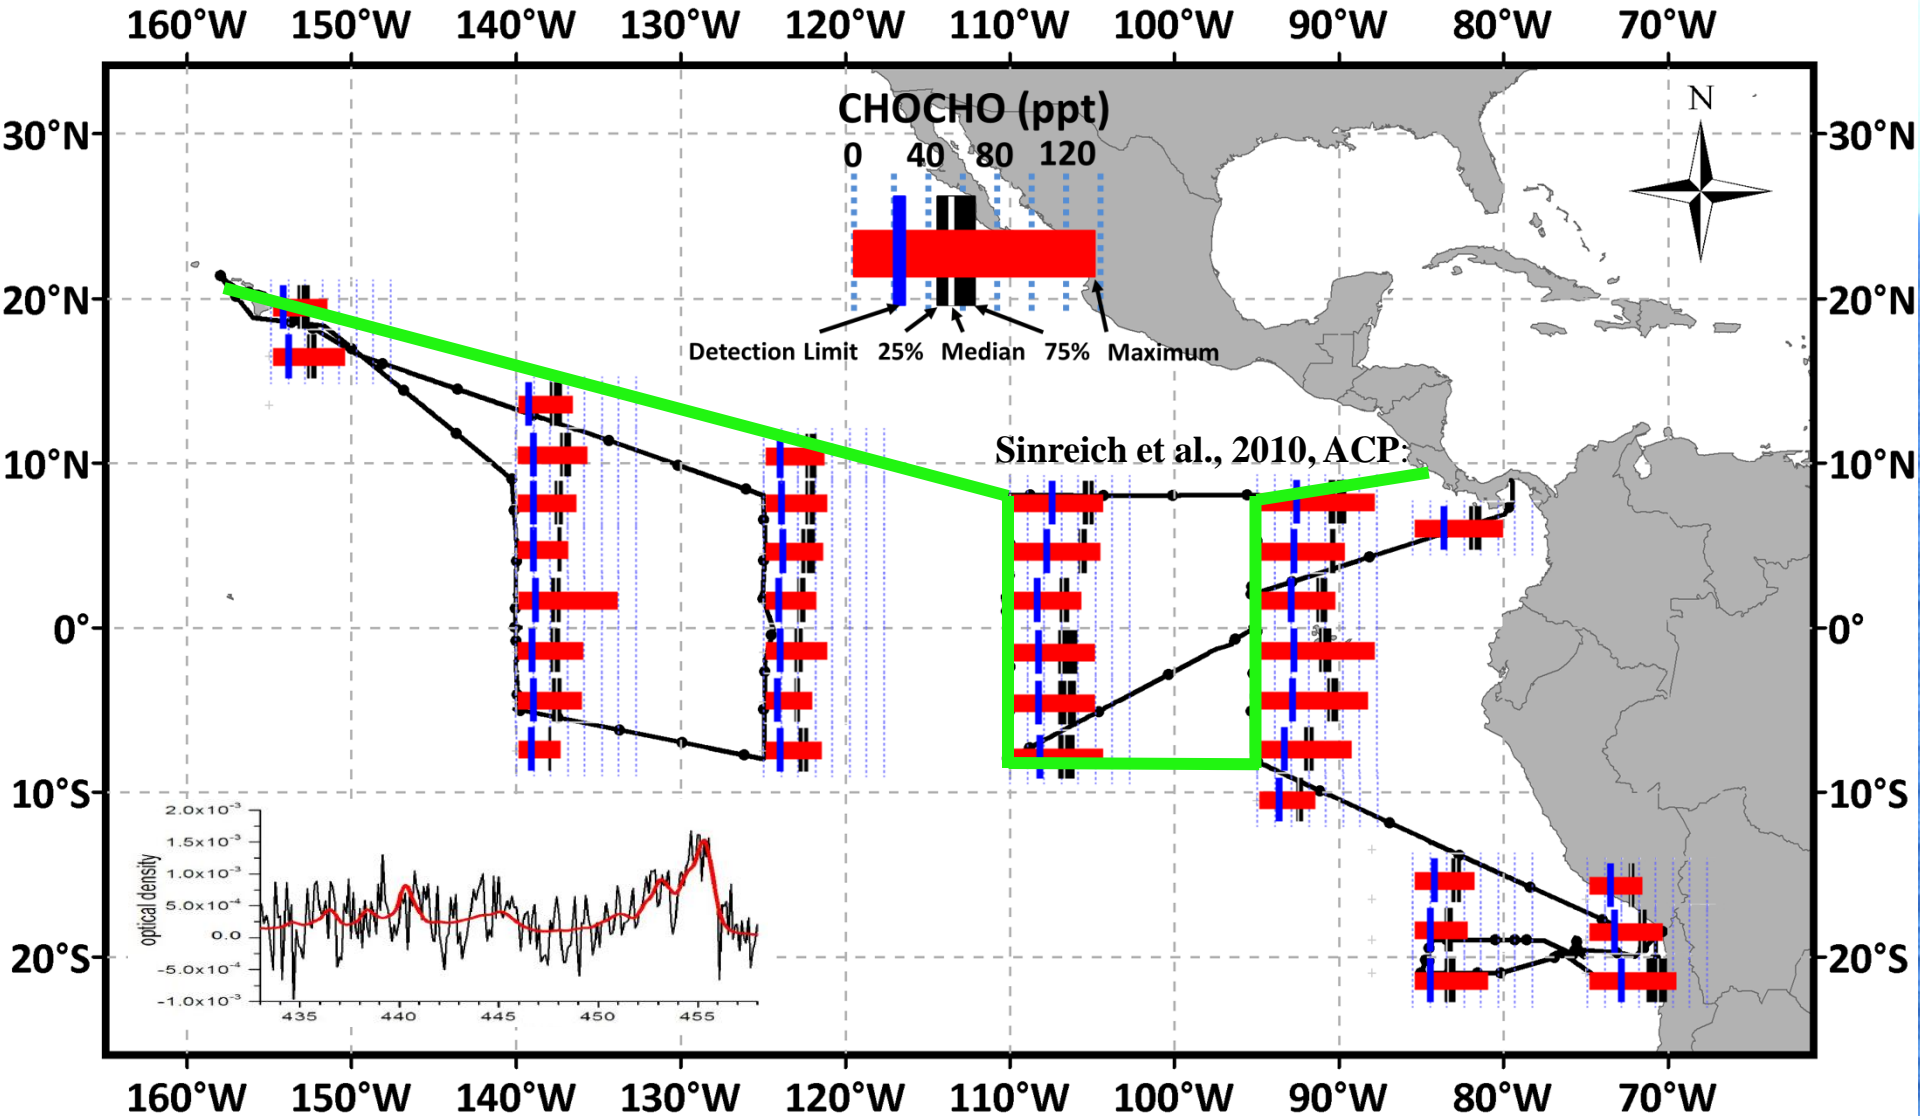 160°W 150°W 140°W 130°W 120°W 110°W 100°W 90°W 80°W 70°W
N
CHOCHO (ppt)
30°N 30°N
0 40 80 120
20°N 20°N
Detection Limit 25% Median 75% Maximum
Sinreich et al., 2010, ACP:
10°N 10°N
0° 0°
10°S 10°S
2.0x10⁻³
1.5x10⁻³
1.0x10⁻³
5.0x10⁻⁴
0.0
-5.0x10⁻⁴
-1.0x10⁻³
optical density
20°S 20°S
435 440 445 450 455
160°W 150°W 140°W 130°W 120°W 110°W 100°W 90°W 80°W 70°W